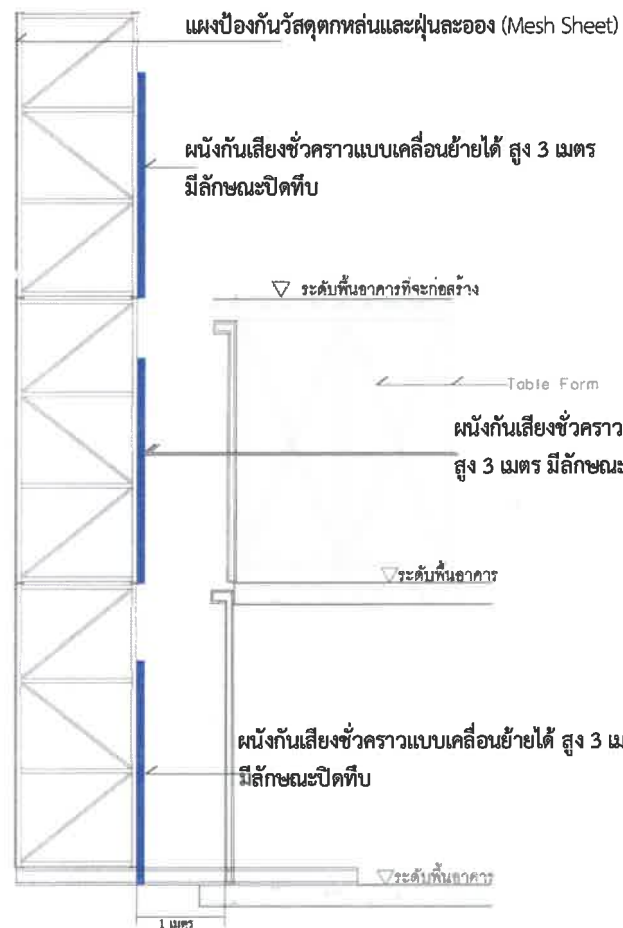 แผงป้องกันวัสดุตกหล่นและฝุ่นละออง (Mesh Sheet)
ผนังกันเสียงชั่วคราวแบบเคลื่อนย้ายได้ สูง 3 เมตร
มีลักษณะปิดทึบ
ระดับพื้นอาคารที่จะก่อสร้าง
Table Form
ผนังกันเสียงชั่วคราว
สูง 3 เมตร มีลักษณะ
ระดับพื้นอาคาร
ผนังกันเสียงชั่วคราวแบบเคลื่อนย้ายได้ สูง 3 เม
มีลักษณะปิดทึบ
ระดับพื้นอาคาร
1 เมตร